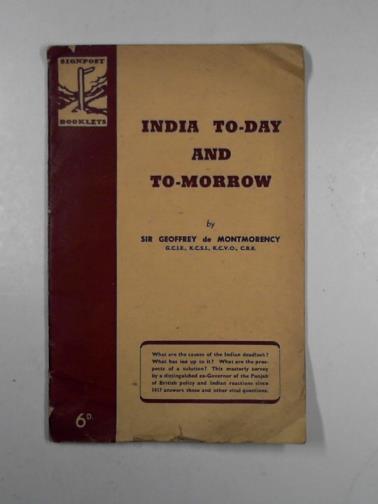 SIGNPOST
BOOKLETS
INDIA TO-DAY
AND
TO-MORROW
by
SIR GEOFFREY de MONTMORENCY
G.C.I.E., K.C.S.I., K.C.V.O., C.B.E.
What are the causes of the Indian deadlock?
What has led up to it? What are the pros-
pects of a solution? This masterly survey
by a distinguished ex-Governor of the Punjab
of British policy and Indian reactions since
1857 answers these and other vital questions.
6D.